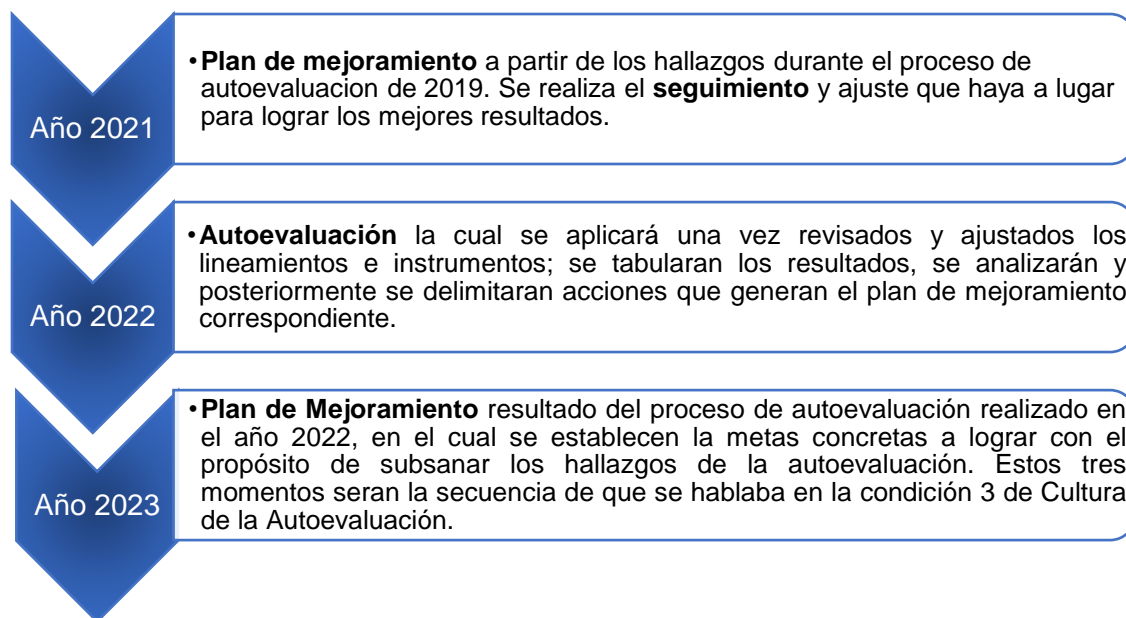 Año 2021
•Plan de mejoramiento a partir de los hallazgos durante el proceso de
autoevaluacion de 2019. Se realiza el seguimiento y ajuste que haya a lugar
para lograr los mejores resultados.
Año 2022
•Autoevaluación la cual se aplicará una vez revisados y ajustados los
lineamientos e instrumentos; se tabularan los resultados, se analizarán y
posteriormente se delimitaran acciones que generan el plan de mejoramiento
correspondiente.
Año 2023
•Plan de Mejoramiento resultado del proceso de autoevaluación realizado en
el año 2022, en el cual se establecen la metas concretas a lograr con el
propósito de subsanar los hallazgos de la autoevaluación. Estos tres
momentos seran la secuencia de que se hablaba en la condición 3 de Cultura
de la Autoevaluación.